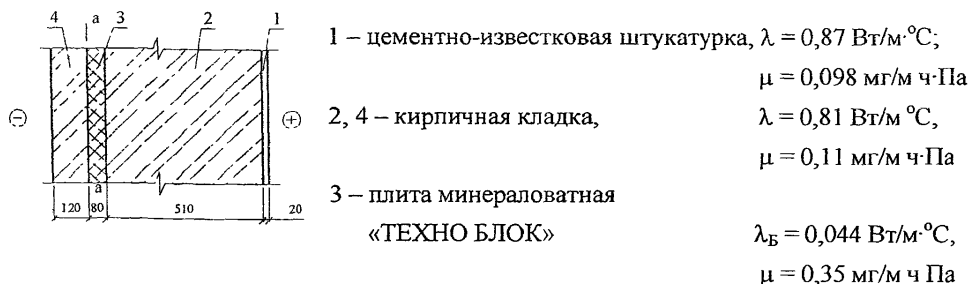 4 а 3 2 1
1 – цементно-известковая штукатурка, λ = 0,87 Вт/м·°С;
μ = 0,098 мг/м ч·Па
⊖ ⊕ 2, 4 – кирпичная кладка, λ = 0,81 Вт/м °С,
μ = 0,11 мг/м ч·Па
а
3 – плита минераловатная
120 80 510 20
«ТЕХНО БЛОК» λБ = 0,044 Вт/м·°С,
μ = 0,35 мг/м ч Па